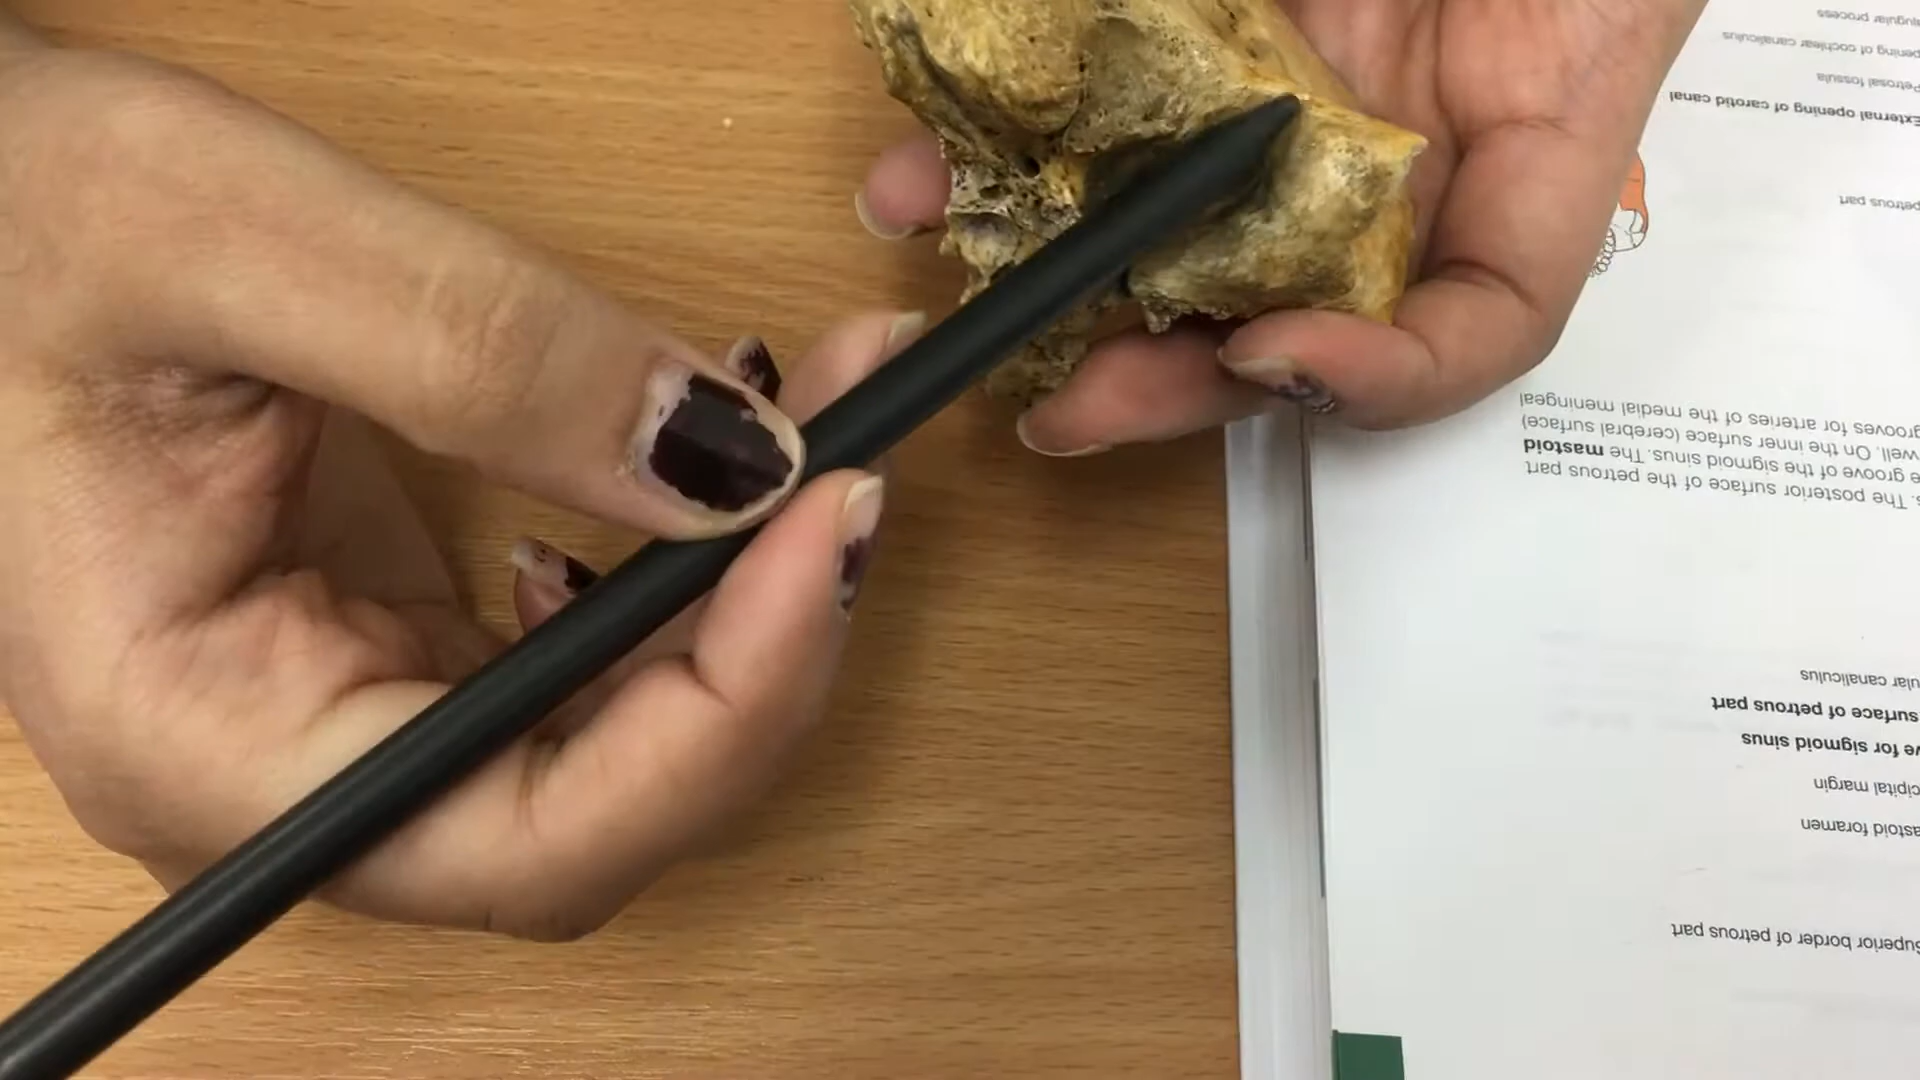 Superior border of petrous part
astoid foramen
cipital margin
ve for sigmoid sinus
surface of petrous part
ular canaliculus
s. The posterior surface of the petrous part
e groove of the sigmoid sinus. The mastoid
well. On the inner surface (cerebral surface)
grooves for arteries of the medial meningeal
petrous part
External opening of carotid canal
Petrosal fossula
pening of cochlear canaliculus
ugular process